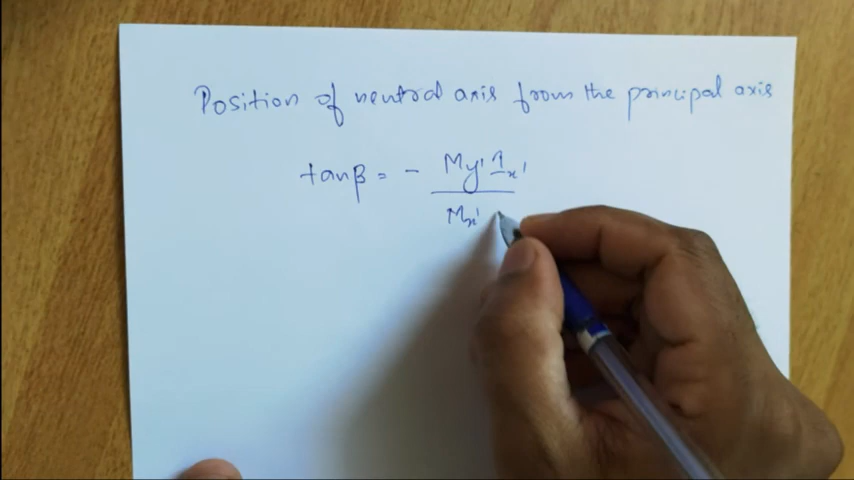 Position of neutral axis from the principal axis
tanβ = - My' Ix'
Mx'